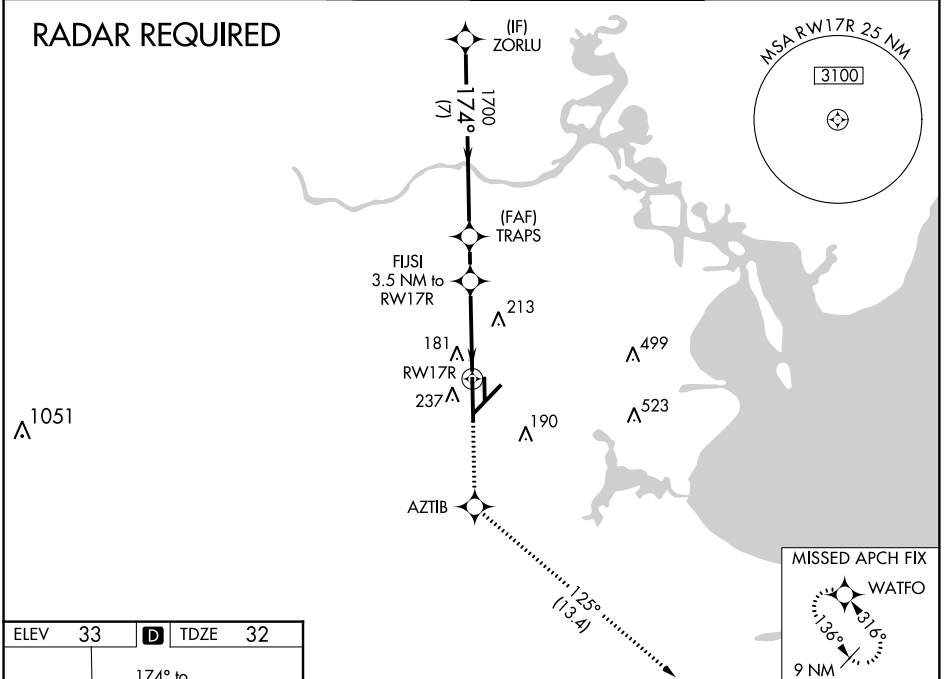 RADAR REQUIRED
(IF)
ZORLU
MSA RW17R 25 NM
3100
1700
174°
(7)
(FAF)
TRAPS
FIJSI
3.5 NM to
RW17R
213
181
499
RW17R
237
523
1051
190
AZTIB
125°
(13.4)
MISSED APCH FIX
WATFO
136°
316°
9 NM
ELEV 33 D TDZE 32
174° to